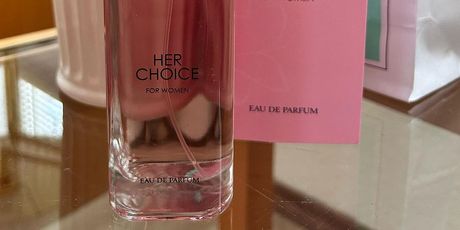 HER
CHOICE
FOR WOMEN
EAU DE PARFUM
EAU DE PARFUM